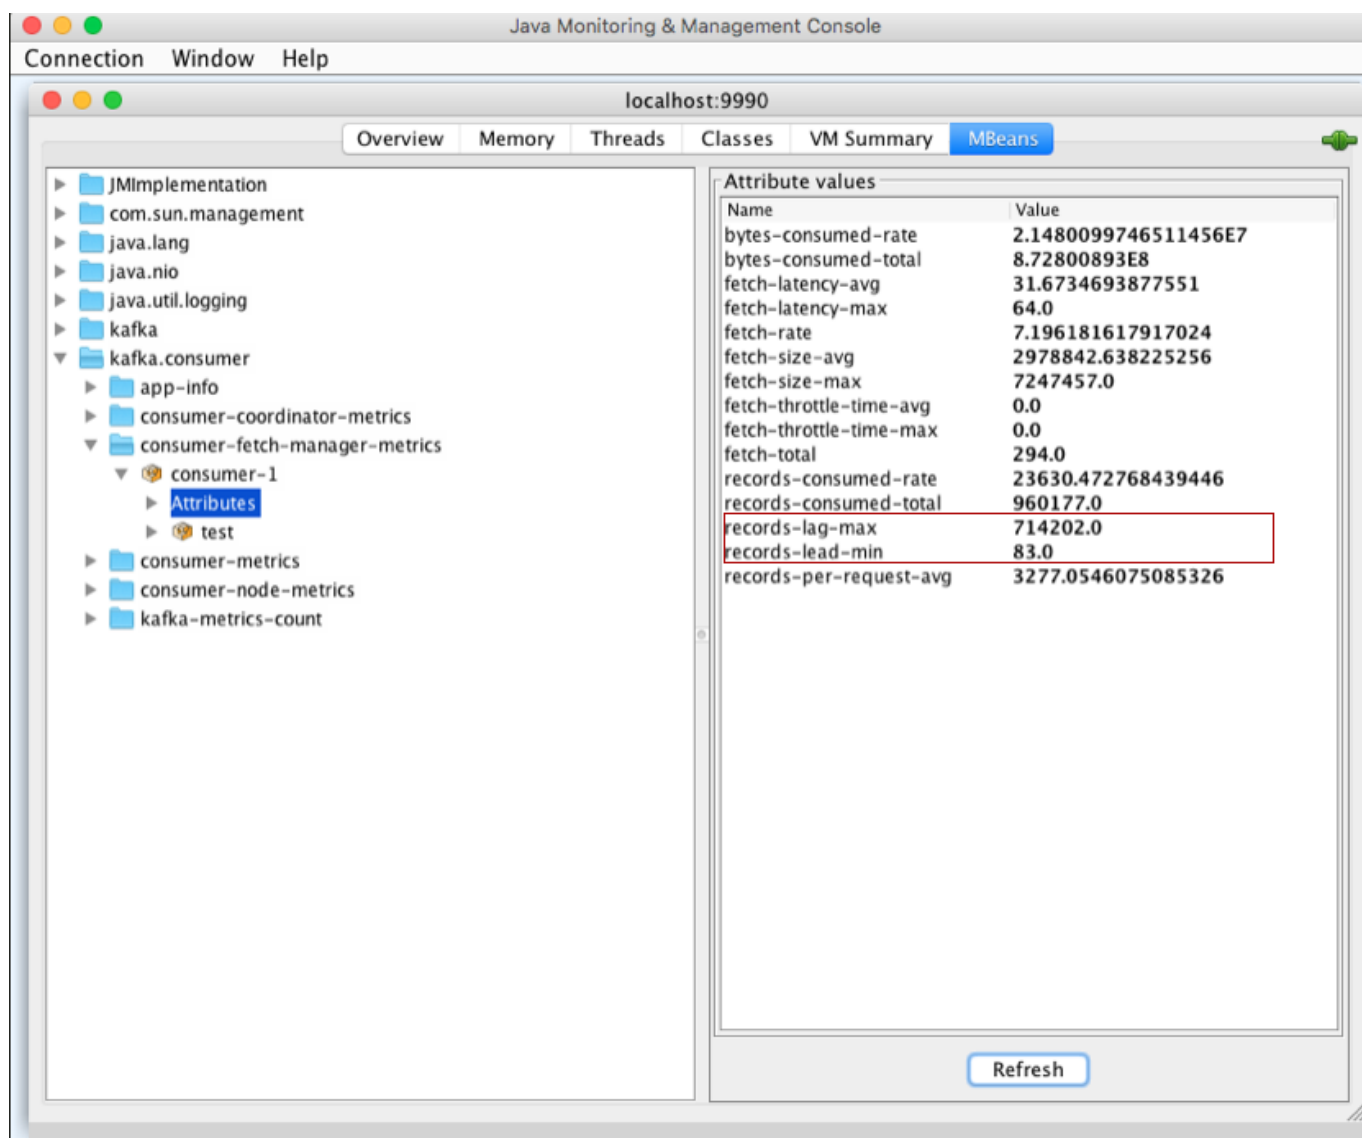 Java Monitoring & Management Console
Connection Window Help
localhost:9990
Overview Memory Threads Classes VM Summary MBeans
JMImplementation
com.sun.management
java.lang
java.nio
java.util.logging
kafka
kafka.consumer
app-info
consumer-coordinator-metrics
consumer-fetch-manager-metrics
consumer-1
Attributes
test
consumer-metrics
consumer-node-metrics
kafka-metrics-count
Attribute values
Name Value
bytes-consumed-rate 2.1480099746511456E7
bytes-consumed-total 8.72800893E8
fetch-latency-avg 31.6734693877551
fetch-latency-max 64.0
fetch-rate 7.196181617917024
fetch-size-avg 2978842.638225256
fetch-size-max 7247457.0
fetch-throttle-time-avg 0.0
fetch-throttle-time-max 0.0
fetch-total 294.0
records-consumed-rate 23630.472768439446
records-consumed-total 960177.0
records-lag-max 714202.0
records-lead-min 83.0
records-per-request-avg 3277.0546075085326
Refresh